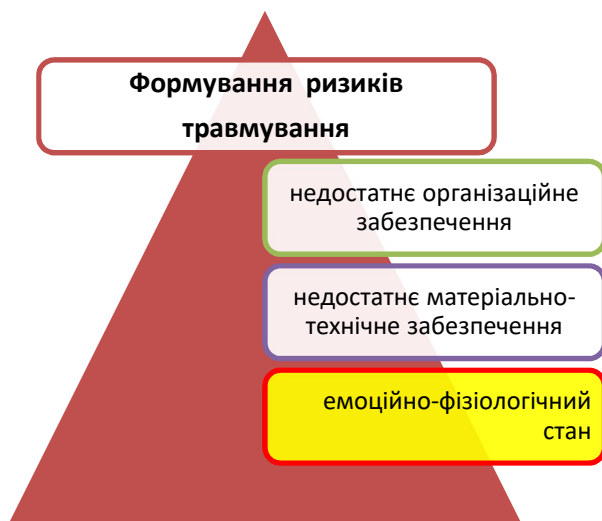 Формування ризиків
травмування
недостатнє організаційне
забезпечення
недостатнє матеріально-
технічне забезпечення
емоційно-фізіологічний
стан